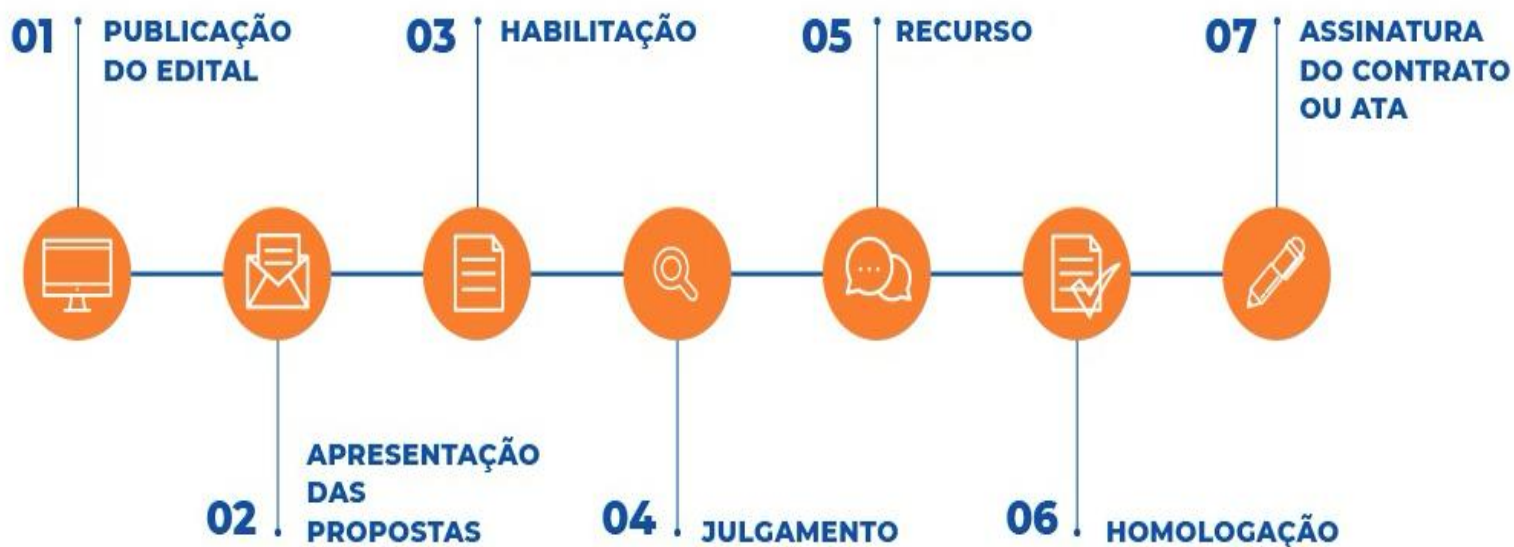 01
PUBLICAÇÃO
DO EDITAL
02
APRESENTAÇÃO
DAS
PROPOSTAS
03
HABILITAÇÃO
04
JULGAMENTO
05
RECURSO
06
HOMOLOGAÇÃO
07
ASSINATURA
DO CONTRATO
OU ATA